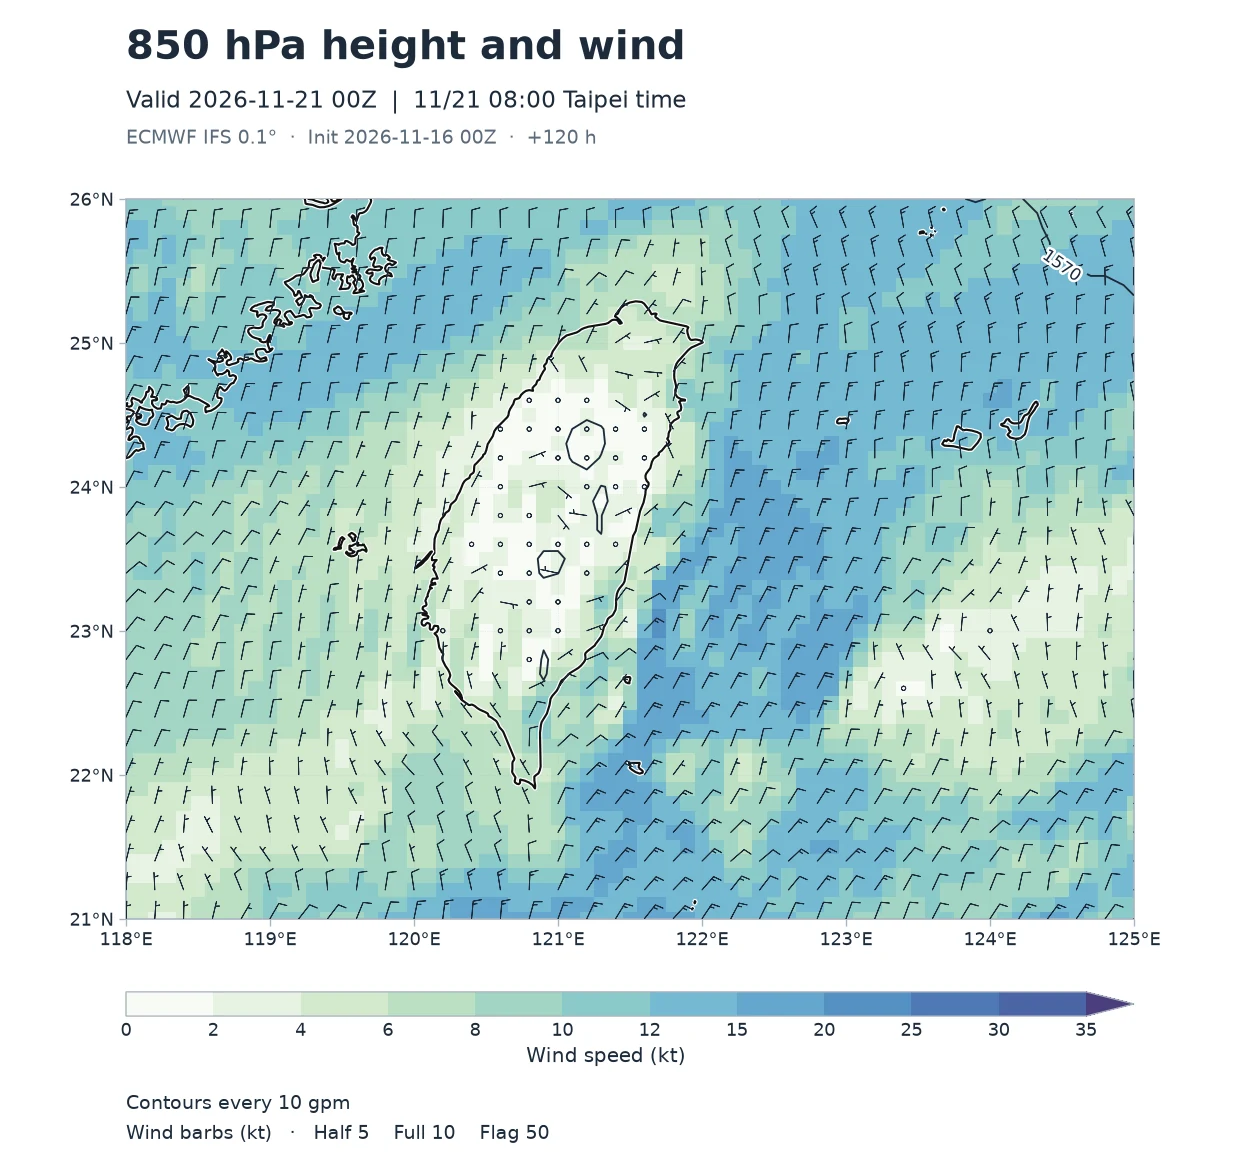 850 hPa height and wind
Valid 2026-11-21 00Z | 11/21 08:00 Taipei time
ECMWF IFS 0.1° · Init 2026-11-16 00Z · +120 h
26°N
25°N
24°N
23°N
22°N
21°N
1570
118°E 119°E 120°E 121°E 122°E 123°E 124°E 125°E
0 2 4 6 8 10 12 15 20 25 30 35
Wind speed (kt)
Contours every 10 gpm
Wind barbs (kt) · Half 5 Full 10 Flag 50